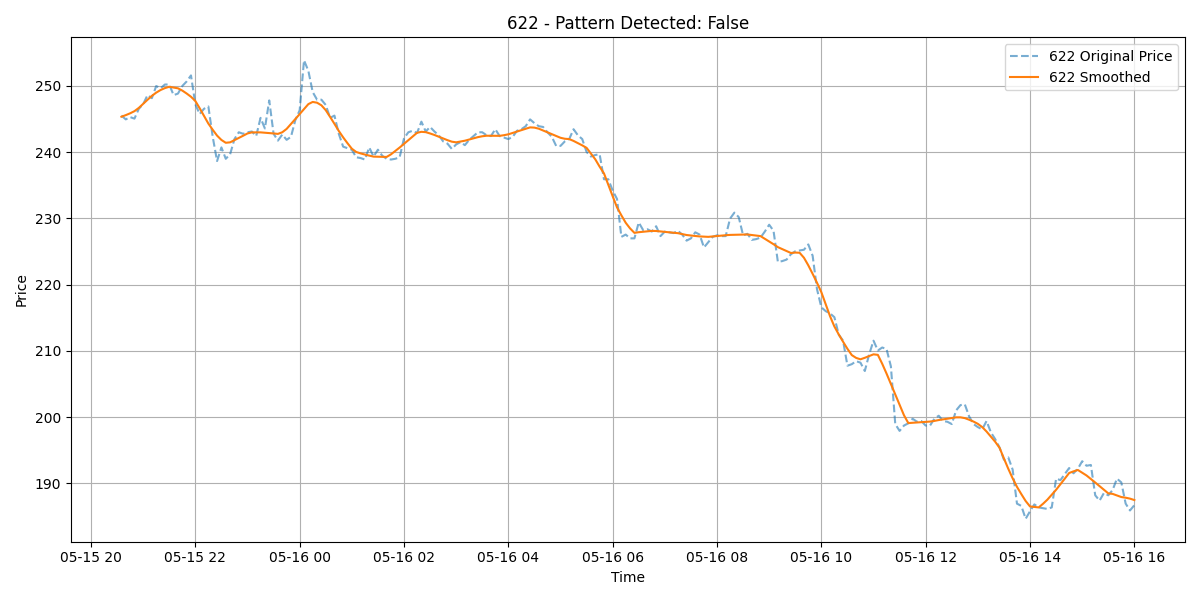 622 - Pattern Detected: False
622 Original Price
622 Smoothed
Price
250
240
230
220
210
200
190
05-15 20 05-15 22 05-16 00 05-16 02 05-16 04 05-16 06 05-16 08 05-16 10 05-16 12 05-16 14 05-16 16
Time